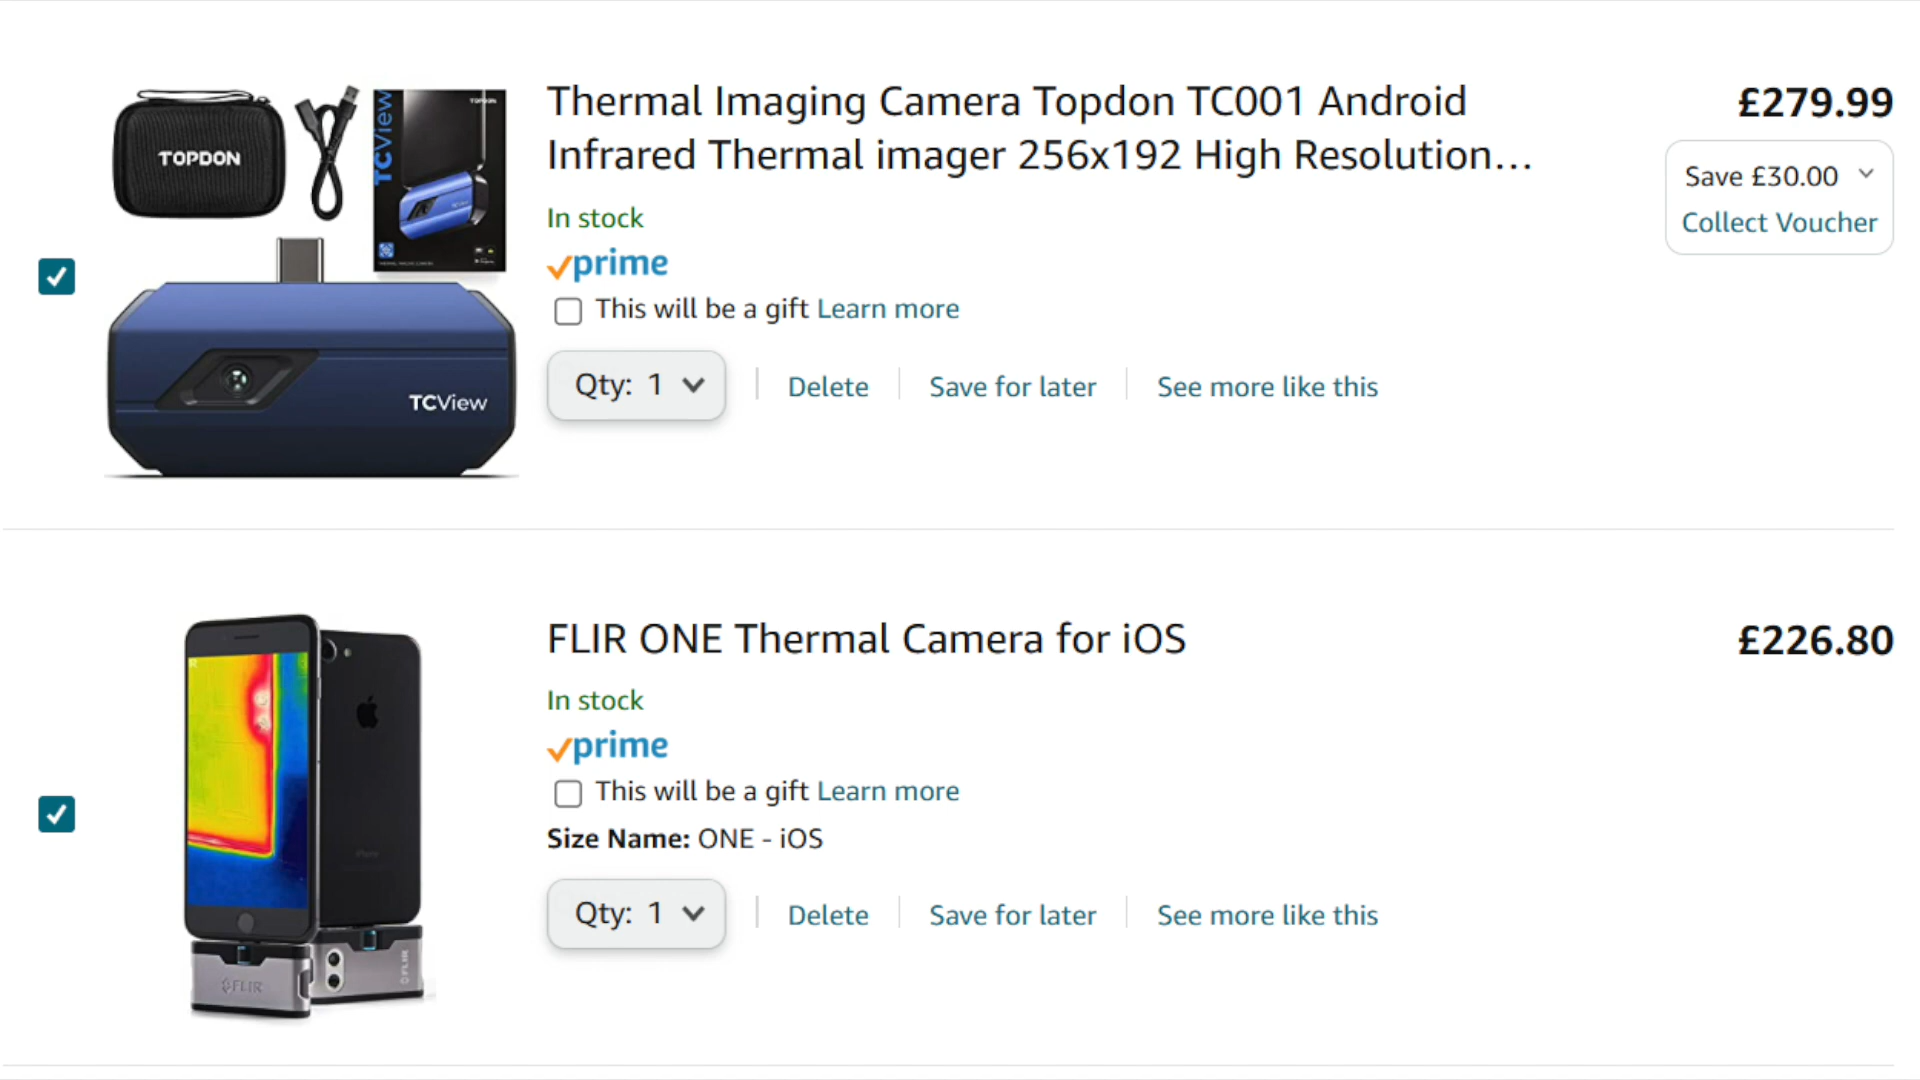 TOPDON
TCView
TOPDON
TCView
Thermal Imaging Camera Topdon TC001 Android
Infrared Thermal imager 256x192 High Resolution…
In stock
prime
This will be a gift Learn more
Qty: 1
Delete
Save for later
See more like this
£279.99
Save £30.00
Collect Voucher
FLIR
FLIR
FLIR ONE Thermal Camera for iOS
In stock
prime
This will be a gift Learn more
Size Name: ONE - iOS
Qty: 1
Delete
Save for later
See more like this
£226.80